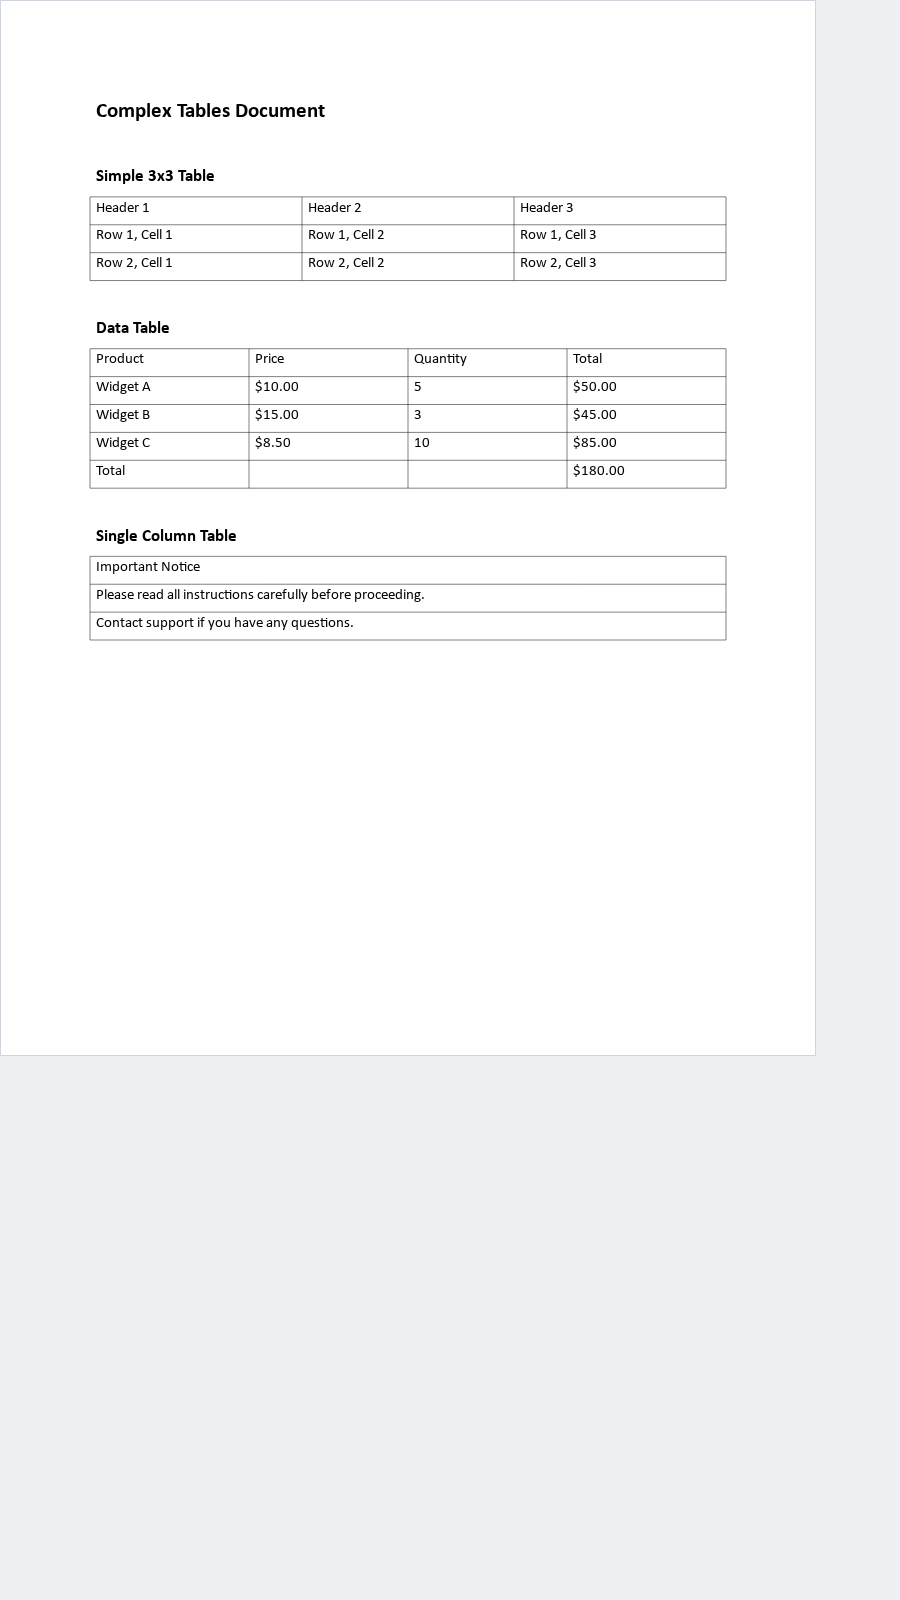 Complex Tables Document
Simple 3x3 Table
Header 1 Header 2 Header 3
Row 1, Cell 1 Row 1, Cell 2 Row 1, Cell 3
Row 2, Cell 1 Row 2, Cell 2 Row 2, Cell 3
Data Table
Product Price Quantity Total
Widget A $10.00 5 $50.00
Widget B $15.00 3 $45.00
Widget C $8.50 10 $85.00
Total $180.00
Single Column Table
Important Notice
Please read all instructions carefully before proceeding.
Contact support if you have any questions.